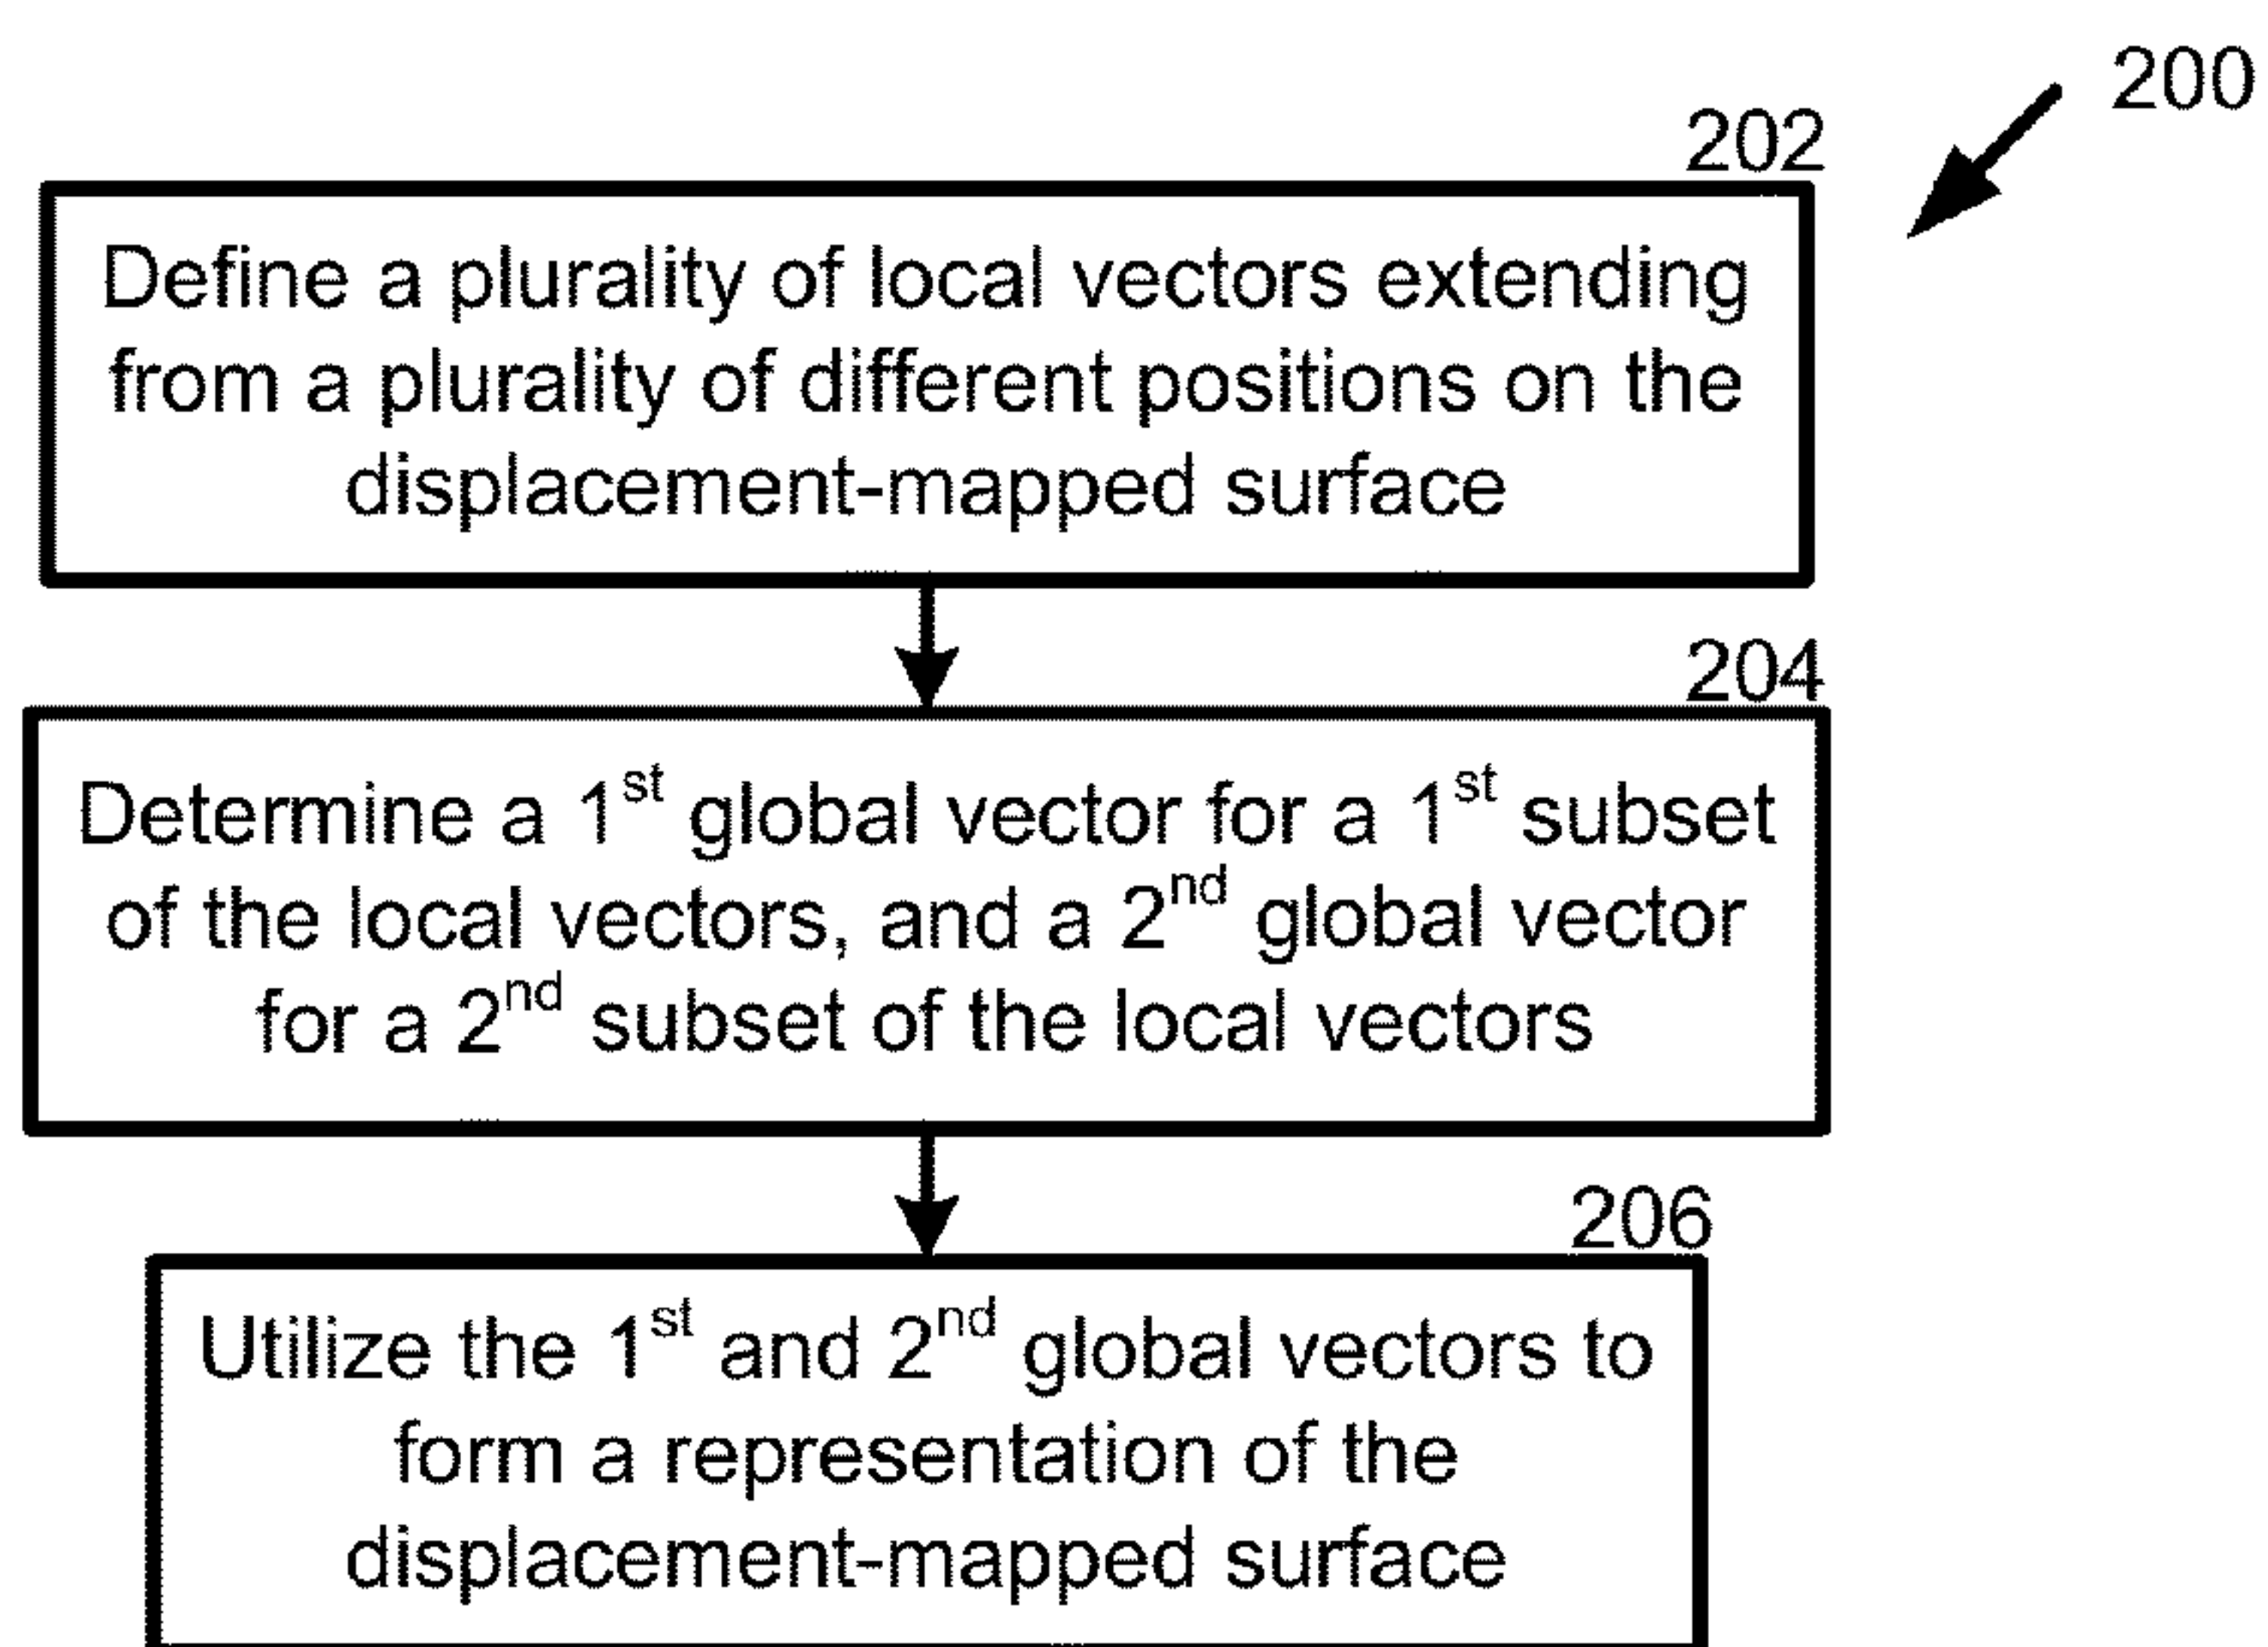 200
202
Define a plurality of local vectors extending
from a plurality of different positions on the
displacement-mapped surface
204
Determine a 1st global vector for a 1st subset
of the local vectors, and a 2nd global vector
for a 2nd subset of the local vectors
206
Utilize the 1st and 2nd global vectors to
form a representation of the
displacement-mapped surface